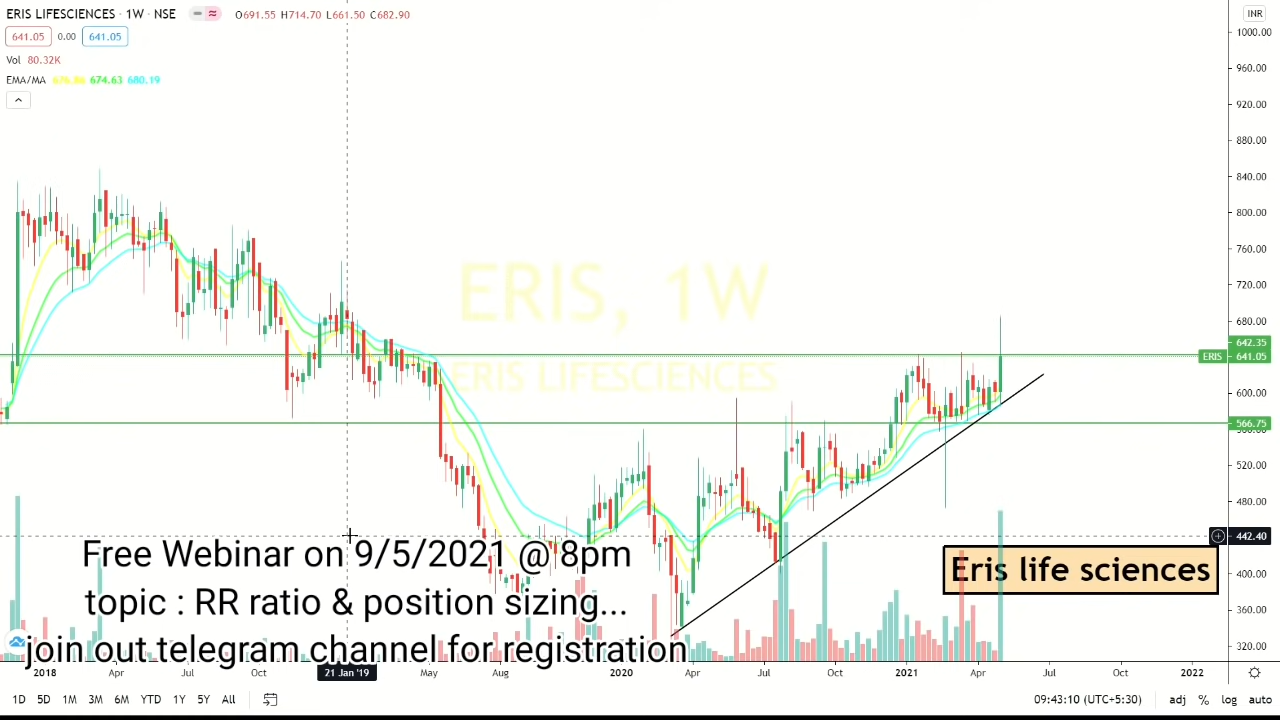 ERIS LIFESCIENCES · 1W · NSE O691.55 H714.70 L661.50 C682.90
INR
641.05 0.00 641.05
Vol 80.32K
EMA/MA 676.86 674.63 680.19
1000.00
960.00
920.00
880.00
840.00
800.00
760.00
720.00
680.00
642.35
ERIS 641.05
600.00
566.75
520.00
480.00
442.40
400.00
360.00
320.00
ERIS, 1W
ERIS LIFESCIENCES
Eris life sciences
Free Webinar on 9/5/2021 @ 8pm
topic : RR ratio & position sizing...
join out telegram channel for registration
2018 Apr Jul Oct 21 Jan '19 May Aug 2020 Apr Jul Oct 2021 Apr Jul Oct 2022
1D 5D 1M 3M 6M YTD 1Y 5Y All 09:43:10 (UTC+5:30) adj % log auto